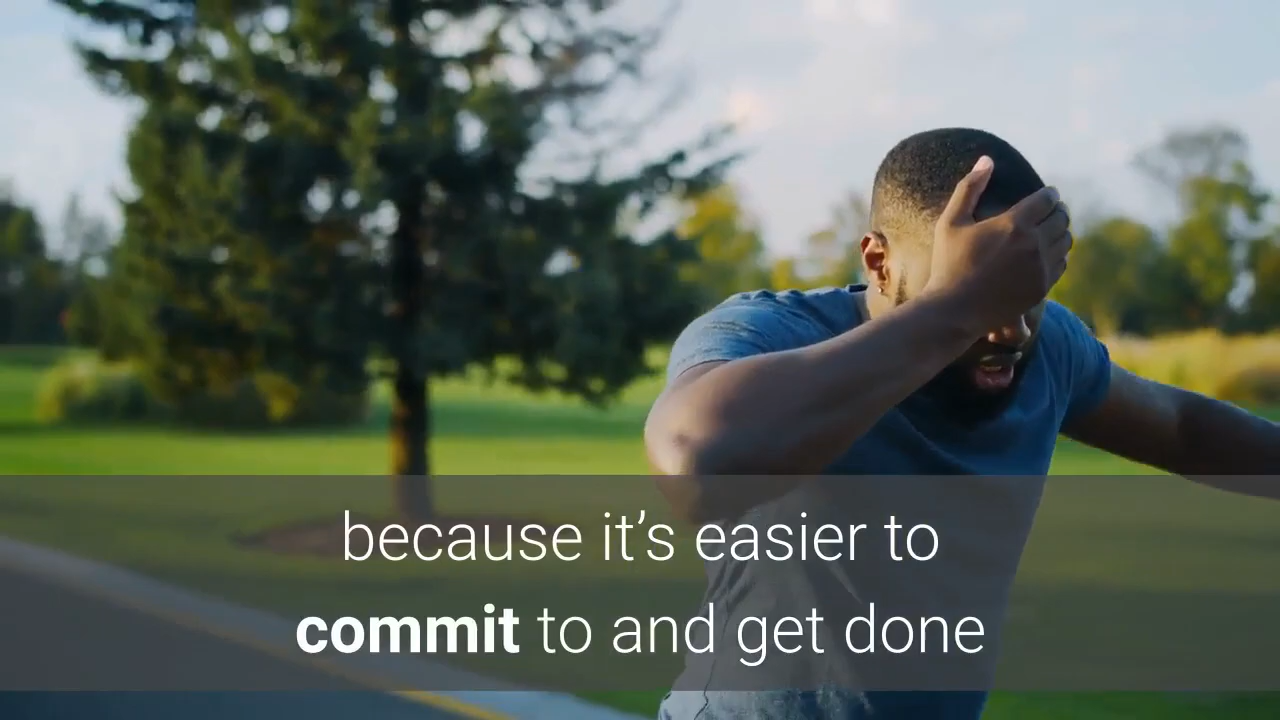 because it’s easier to
commit to and get done